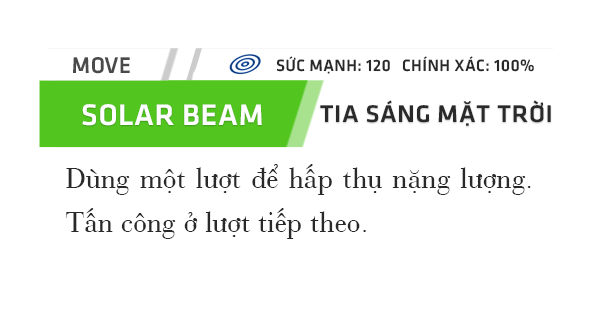 MOVE SỨC MẠNH: 120 CHÍNH XÁC: 100%
SOLAR BEAM TIA SÁNG MẶT TRỜI
Dùng một lượt để hấp thụ nặng lượng.
Tấn công ở lượt tiếp theo.